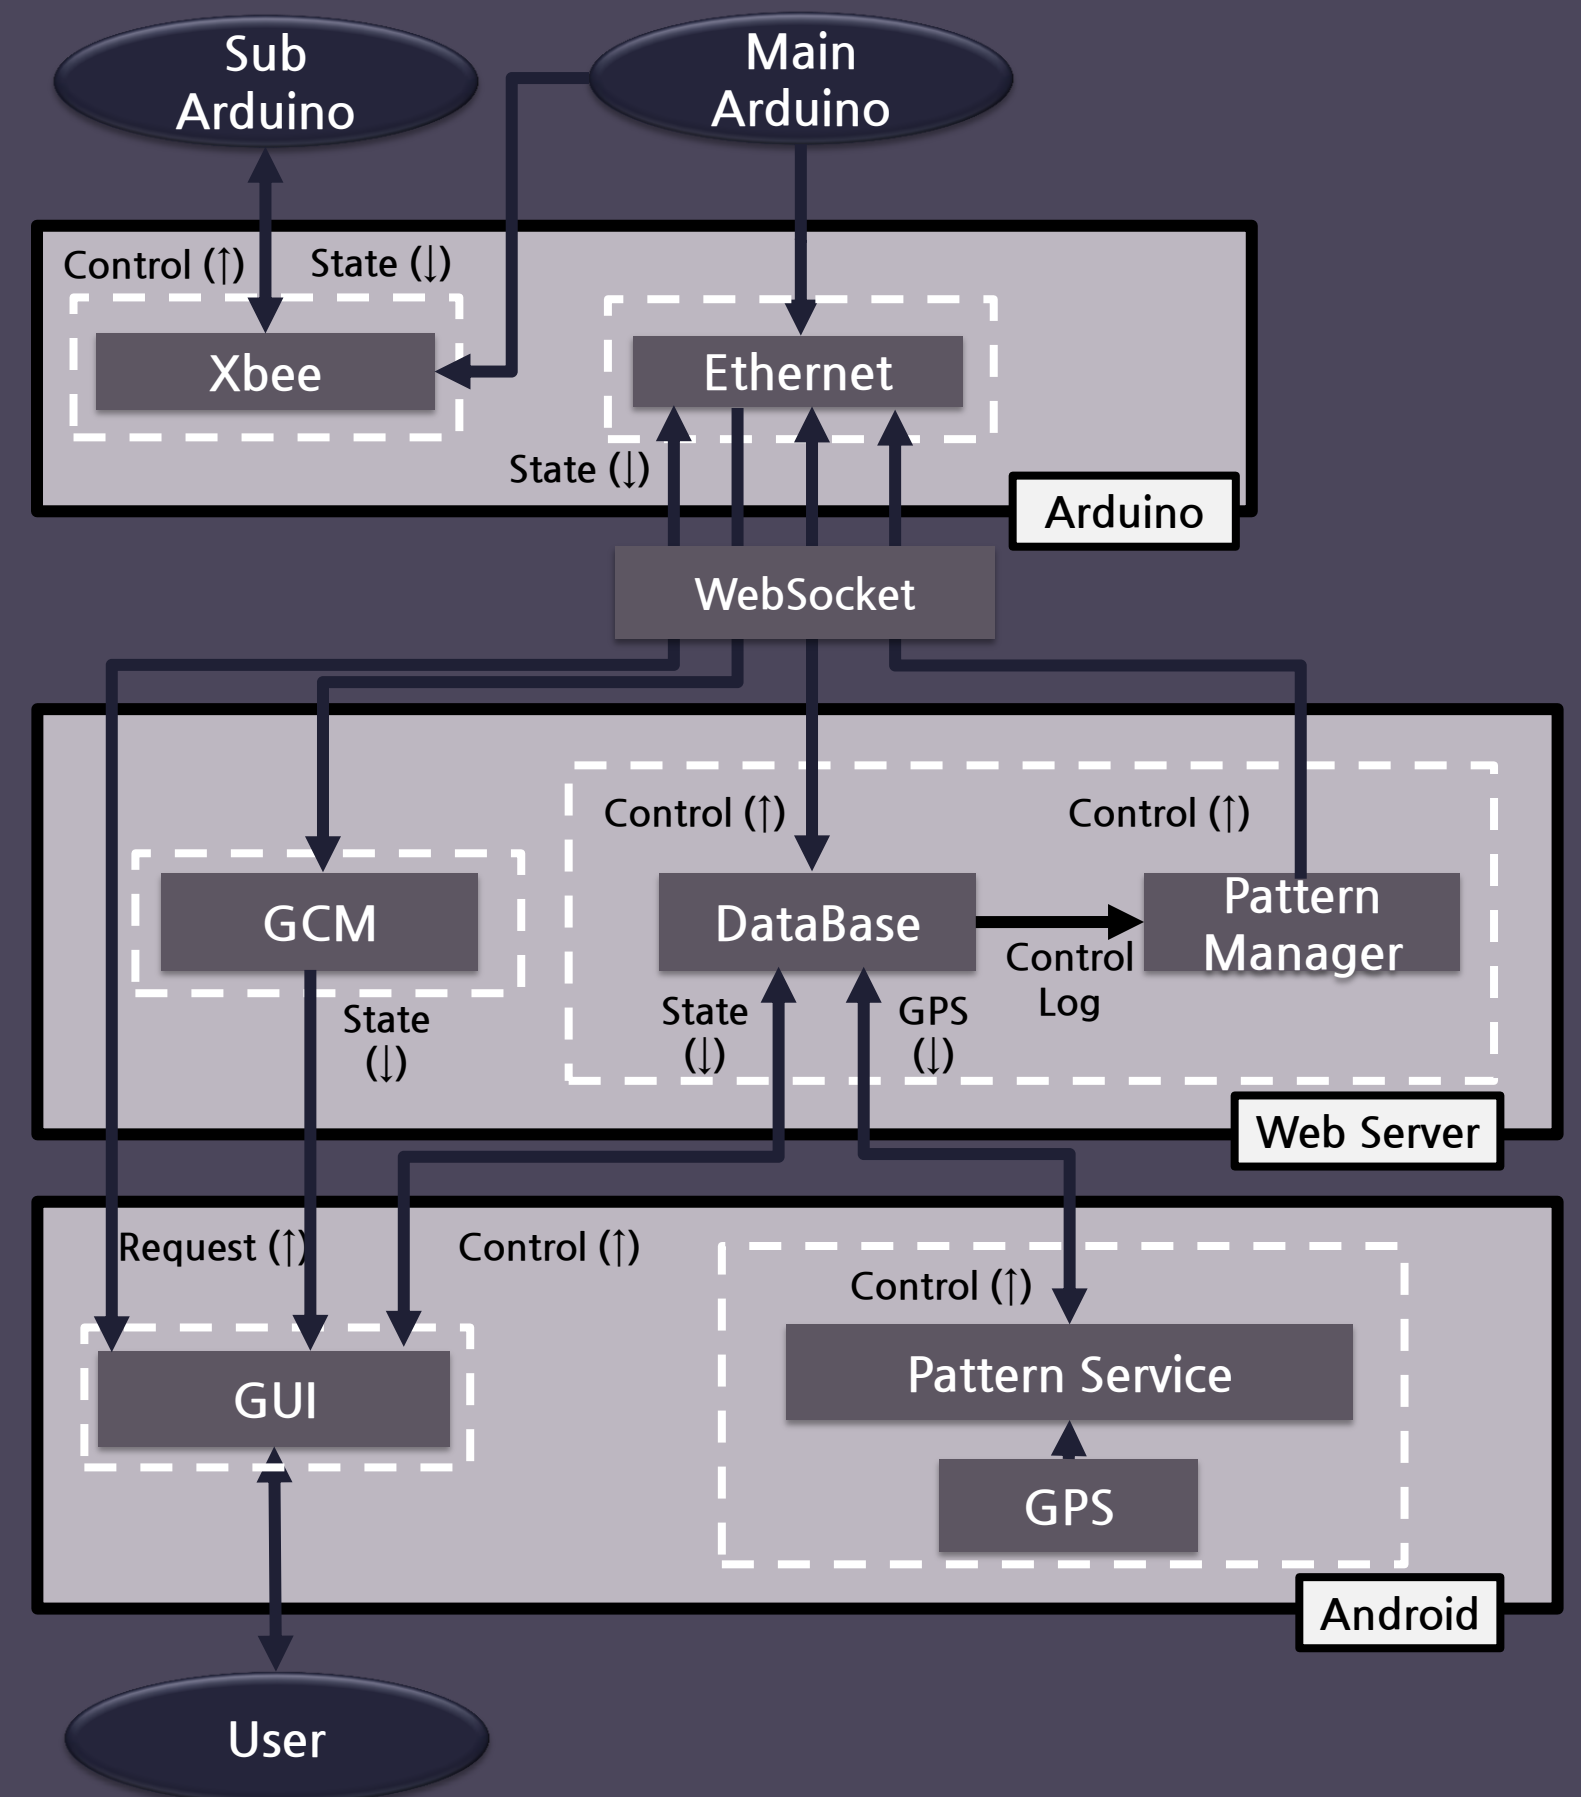 Sub
Arduino
Main
Arduino
Control (↑)
State (↓)
Xbee
Ethernet
State (↓)
Arduino
WebSocket
Control (↑)
Control (↑)
GCM
DataBase
Pattern
Manager
Control
Log
State
(↓)
State
(↓)
GPS
(↓)
Web Server
Request (↑)
Control (↑)
Control (↑)
Pattern Service
GUI
GPS
Android
User